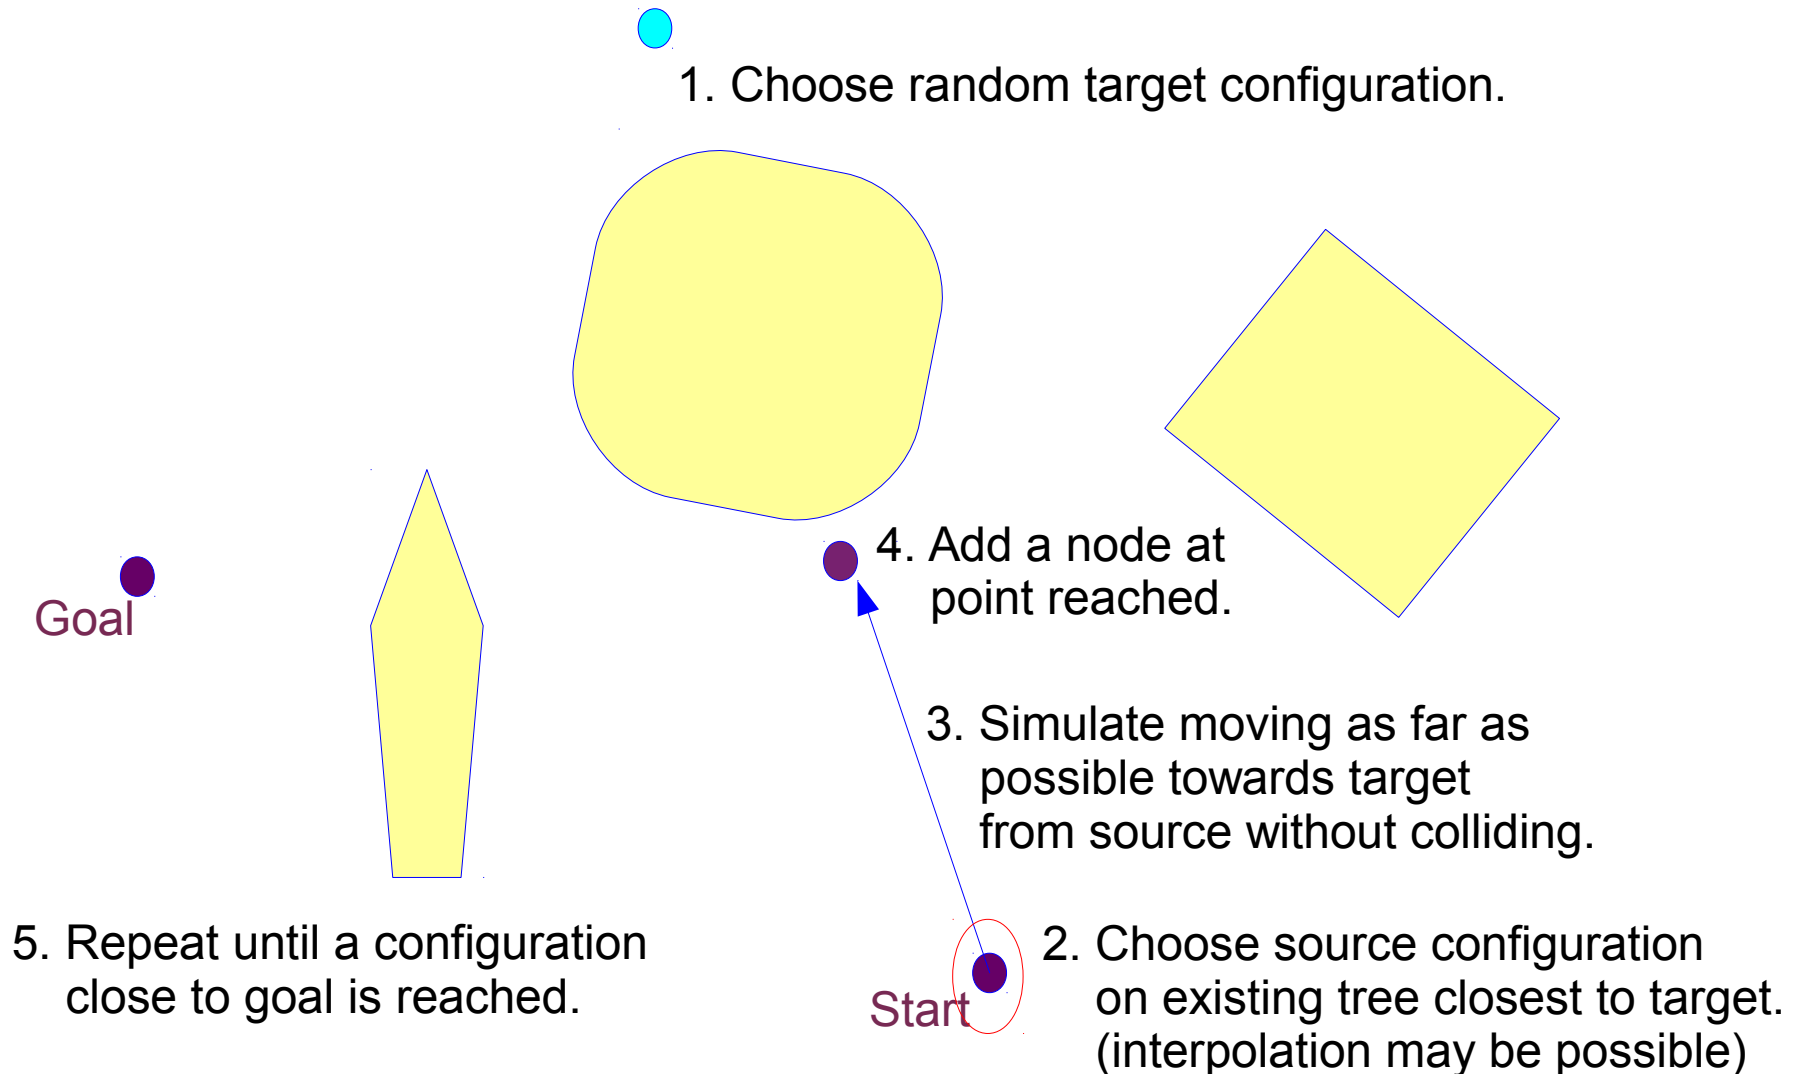 1. Choose random target configuration.
4. Add a node at
point reached.
Goal
3. Simulate moving as far as
possible towards target
from source without colliding.
5. Repeat until a configuration
close to goal is reached.
2. Choose source configuration
on existing tree closest to target.
(interpolation may be possible)
Start